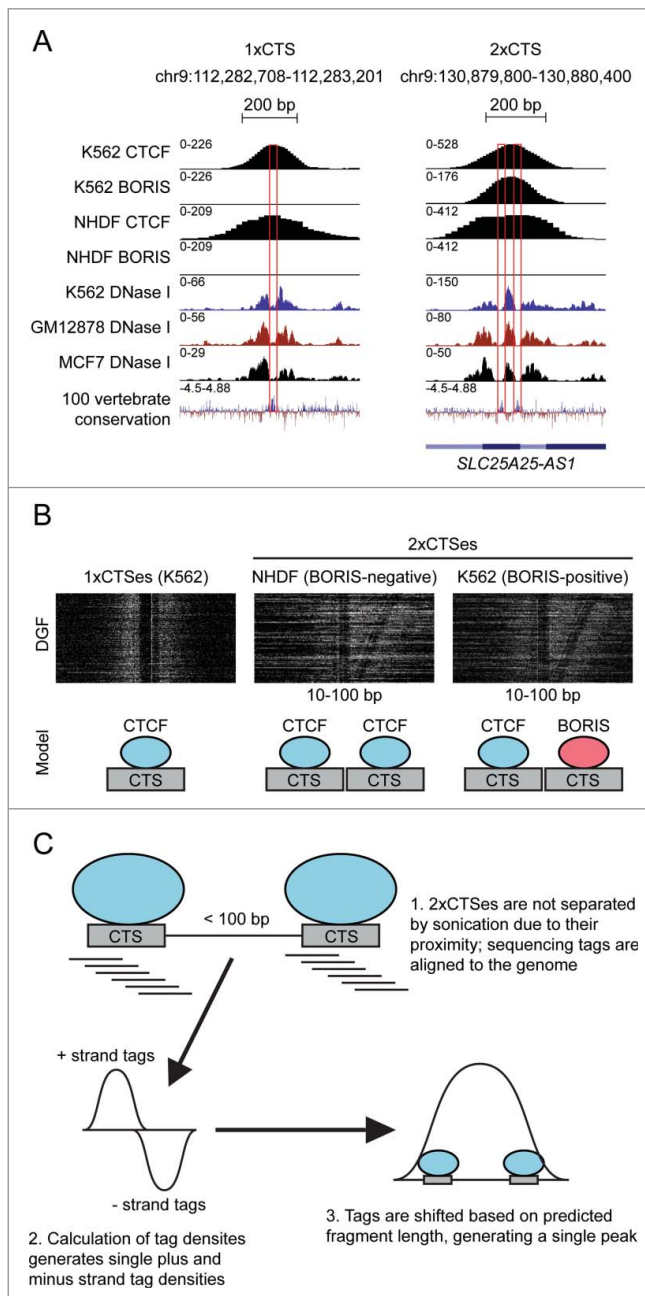 A
1xCTS
2xCTS
chr9:112,282,708-112,283,201
chr9:130,879,800-130,880,400
200 bp
200 bp
K562 CTCF
0-226
0-528
K562 BORIS
0-226
0-176
NHDF CTCF
0-209
0-412
NHDF BORIS
0-209
0-412
K562 DNase I
0-66
0-150
GM12878 DNase I
0-56
0-80
MCF7 DNase I
0-29
0-50
100 vertebrate
conservation
-4.5-4.88
-4.5-4.88
SLC25A25-AS1
B
2xCTSes
1xCTSes (K562)
NHDF (BORIS-negative)
K562 (BORIS-positive)
DGF
10-100 bp
10-100 bp
Model
CTCF
CTCF
CTCF
CTCF
BORIS
CTS
CTS
CTS
CTS
CTS
C
< 100 bp
CTS
CTS
1. 2xCTSes are not separated
by sonication due to their
proximity; sequencing tags are
aligned to the genome
+ strand tags
- strand tags
2. Calculation of tag densites
generates single plus and
minus strand tag densities
3. Tags are shifted based on predicted
fragment length, generating a single peak